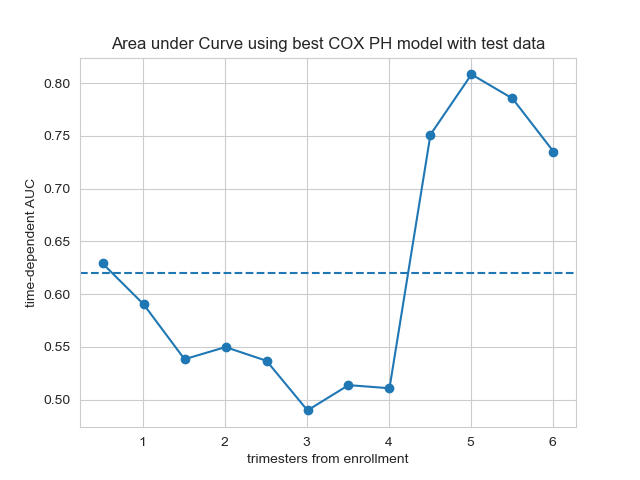 Area under Curve using best COX PH model with test data
0.80
0.75
0.70
0.65
0.60
0.55
0.50
time-dependent AUC
1 2 3 4 5 6
trimesters from enrollment